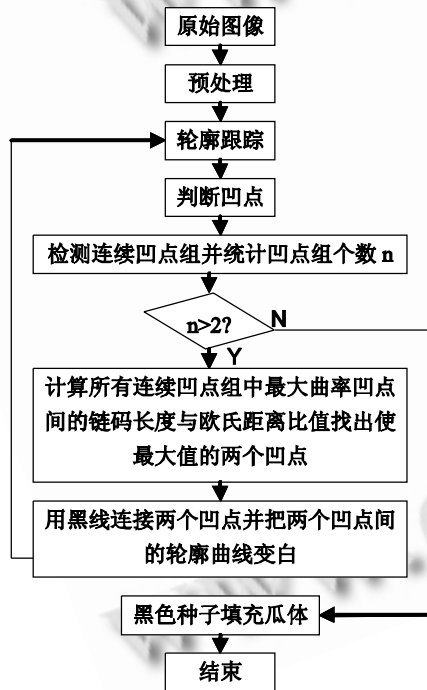 原始图像
预处理
轮廓跟踪
判断凹点
检测连续凹点组并统计凹点组个数 n
n>2?
N
Y
计算所有连续凹点组中最大曲率凹点
间的链码长度与欧氏距离比值找出使
最大值的两个凹点
用黑线连接两个凹点并把两个凹点间
的轮廓曲线变白
黑色种子填充瓜体
结束